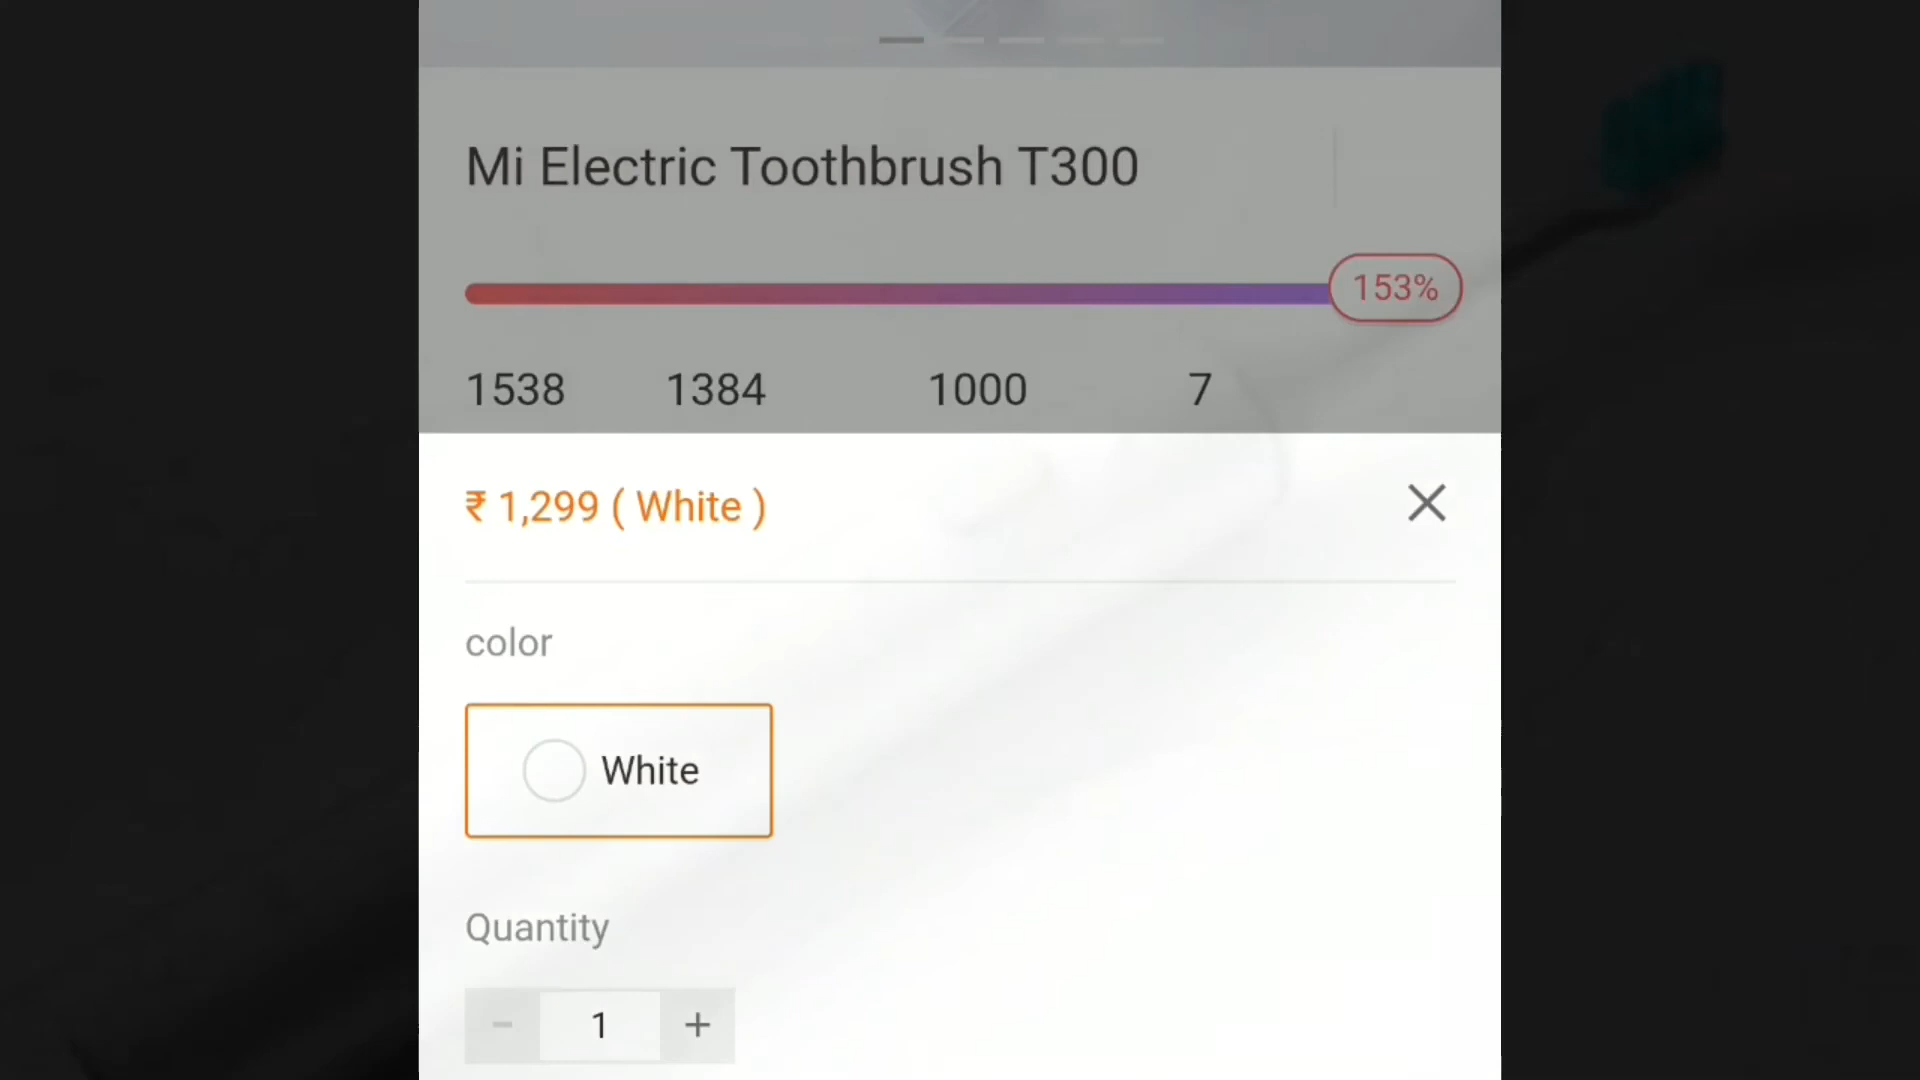 Mi Electric Toothbrush T300
153%
1538 1384 1000 7
₹ 1,299 ( White )
color
White
Quantity
- 1 +